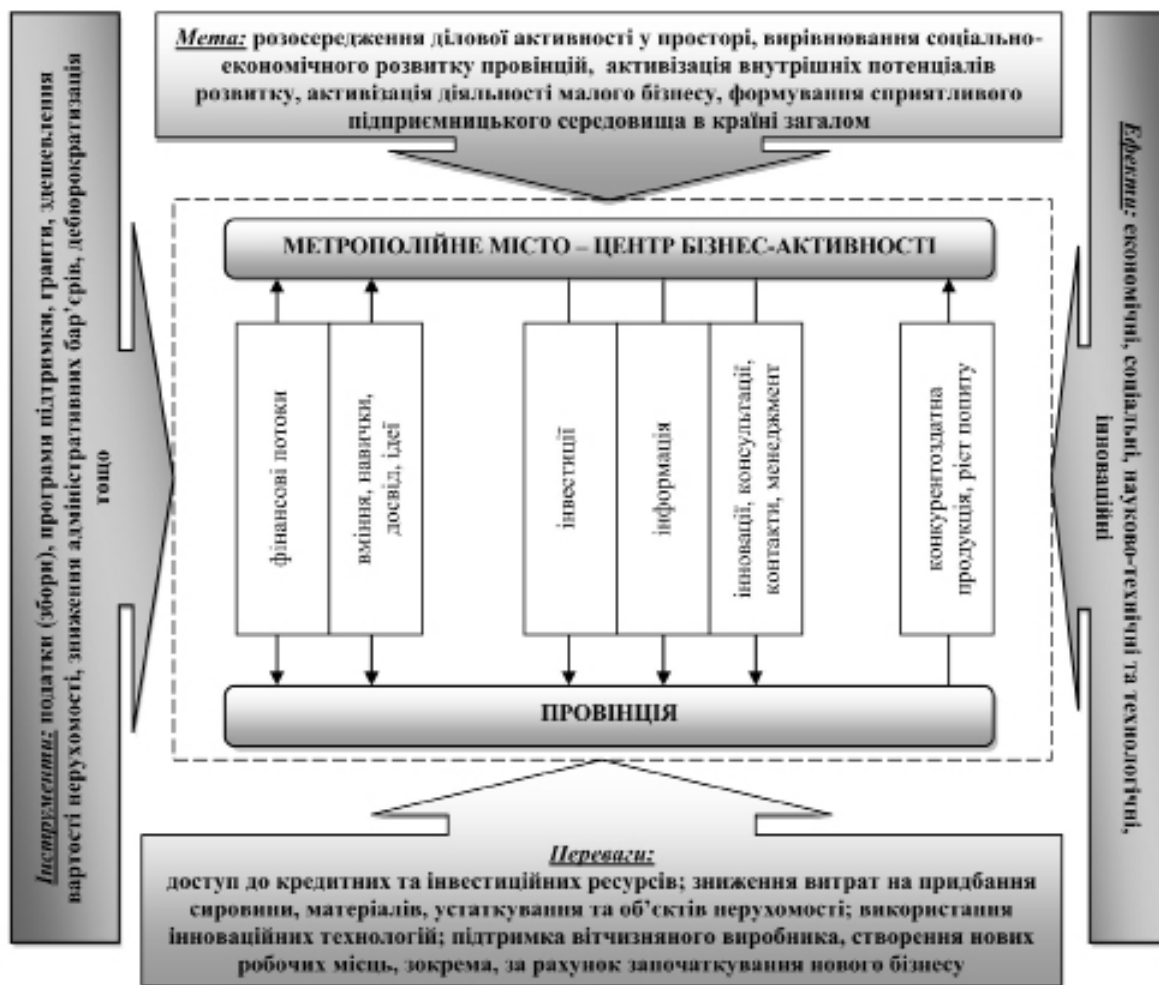 Мета: розосередження ділової активності у просторі, вирівнювання соціально-
економічного розвитку провінцій, активізація внутрішніх потенціалів
розвитку, активізація діяльності малого бізнесу, формування сприятливого
підприємницького середовища в країні загалом
Інструменти: податки (збори), програми підтримки, гранти, здешевлення
вартості нерухомості, зниження адміністративних бар’єрів, дебюрократизація
тощо
МЕТРОПОЛІЙНЕ МІСТО – ЦЕНТР БІЗНЕС-АКТИВНОСТІ
фінансові потоки
вміння, навички,
досвід, ідеї
інвестиції
інформація
інновації, консультації,
контакти, менеджмент
конкурентоздатна
продукція, ріст попиту
ПРОВІНЦІЯ
Ефекти: економічні, соціальні, науково-технічні та технологічні,
інноваційні
Переваги:
доступ до кредитних та інвестиційних ресурсів; зниження витрат на придбання
сировини, матеріалів, устаткування та об’єктів нерухомості; використання
інноваційних технологій; підтримка вітчизняного виробника, створення нових
робочих місць, зокрема, за рахунок започаткування нового бізнесу